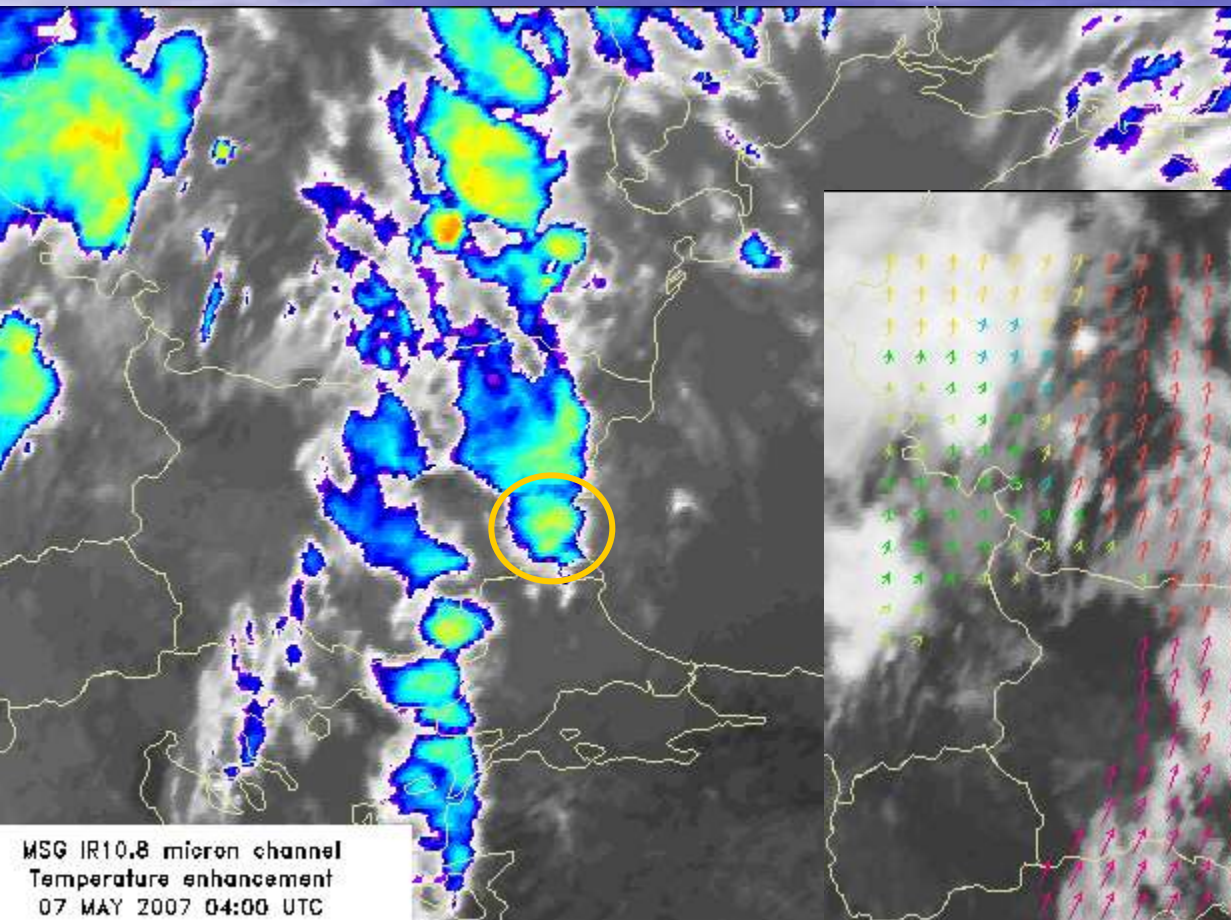 MSG IR10.8 micron channel
Temperature enhancement
07 MAY 2007 04:00 UTC